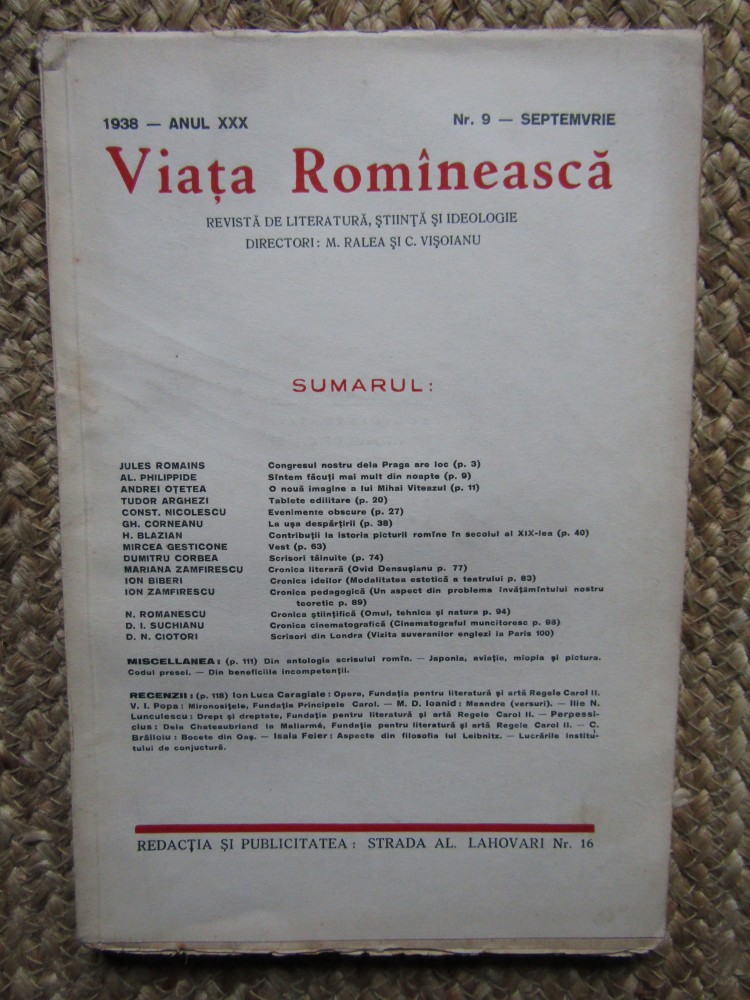 1938 — ANUL XXX Nr. 9 — SEPTEMVRIE
Viața Romînească
REVISTĂ DE LITERATURĂ, ŞTIINŢĂ ŞI IDEOLOGIE
DIRECTORI: M. RALEA ŞI C. VIŞOIANU
SUMARUL:
JULES ROMAINS Congresul nostru dela Praga are loc (p. 3)
AL. PHILIPPIDE Sîntem făcuţi mai mult din noapte (p. 9)
ANDREI OŢETEA O nouă imagine a lui Mihai Viteazul (p. 11)
TUDOR ARGHEZI Tablete edilitare (p. 20)
CONST. NICOLESCU Evenimente obscure (p. 27)
GH. CORNEANU La uşa despărţirii (p. 38)
H. BLAZIAN Contribuţii la istoria picturii romîne în secolul al XIX-lea (p. 40)
MIRCEA GESTICONE Vest (p. 63)
DUMITRU CORBEA Scrisori tăinuite (p. 74)
MARIANA ZAMFIRESCU Cronica literară (Ovid Densuşianu p. 77)
ION BIBERI Cronica ideilor (Modalitatea estetică a teatrului p. 83)
ION ZAMFIRESCU Cronica pedagogică (Un aspect din problema învăţămîntului nostru
teoretic p. 89)
N. ROMANESCU Cronica ştiinţifică (Omul, tehnica şi natura p. 94)
D. I. SUCHIANU Cronica cinematografică (Cinematograful muncitoresc p. 98)
D. N. CIOTORI Scrisori din Londra (Vizita suveranilor englezi la Paris 100)
MISCELLANEA: (p. 111) Din antologia scrisului romîn. — Japonia, aviaţie, miopia şi pictura.
Codul presei. — Din beneficiile incompetenţii.
RECENZII: (p. 118) Ion Luca Caragiale: Opere, Fundaţia pentru literatură şi artă Regele Carol II.
V. I. Popa: Mironosiţele, Fundaţia Principele Carol. — M. D. Ioanid: Meandre (versuri). — Ilie N.
Lunculescu: Drept şi dreptate, Fundaţia pentru literatură şi artă Regele Carol II. — Perpessi-
cius: Dela Chateaubriand la Mallarmé, Fundaţia pentru literatură şi artă Regele Carol II. — C.
Brăiloiu: Bocete din Oaş. — Isaia Feier: Aspecte din filosofia lui Leibnitz. — Lucrările institu-
tului de conjuctură.
REDACŢIA ŞI PUBLICITATEA: STRADA AL. LAHOVARI Nr. 16